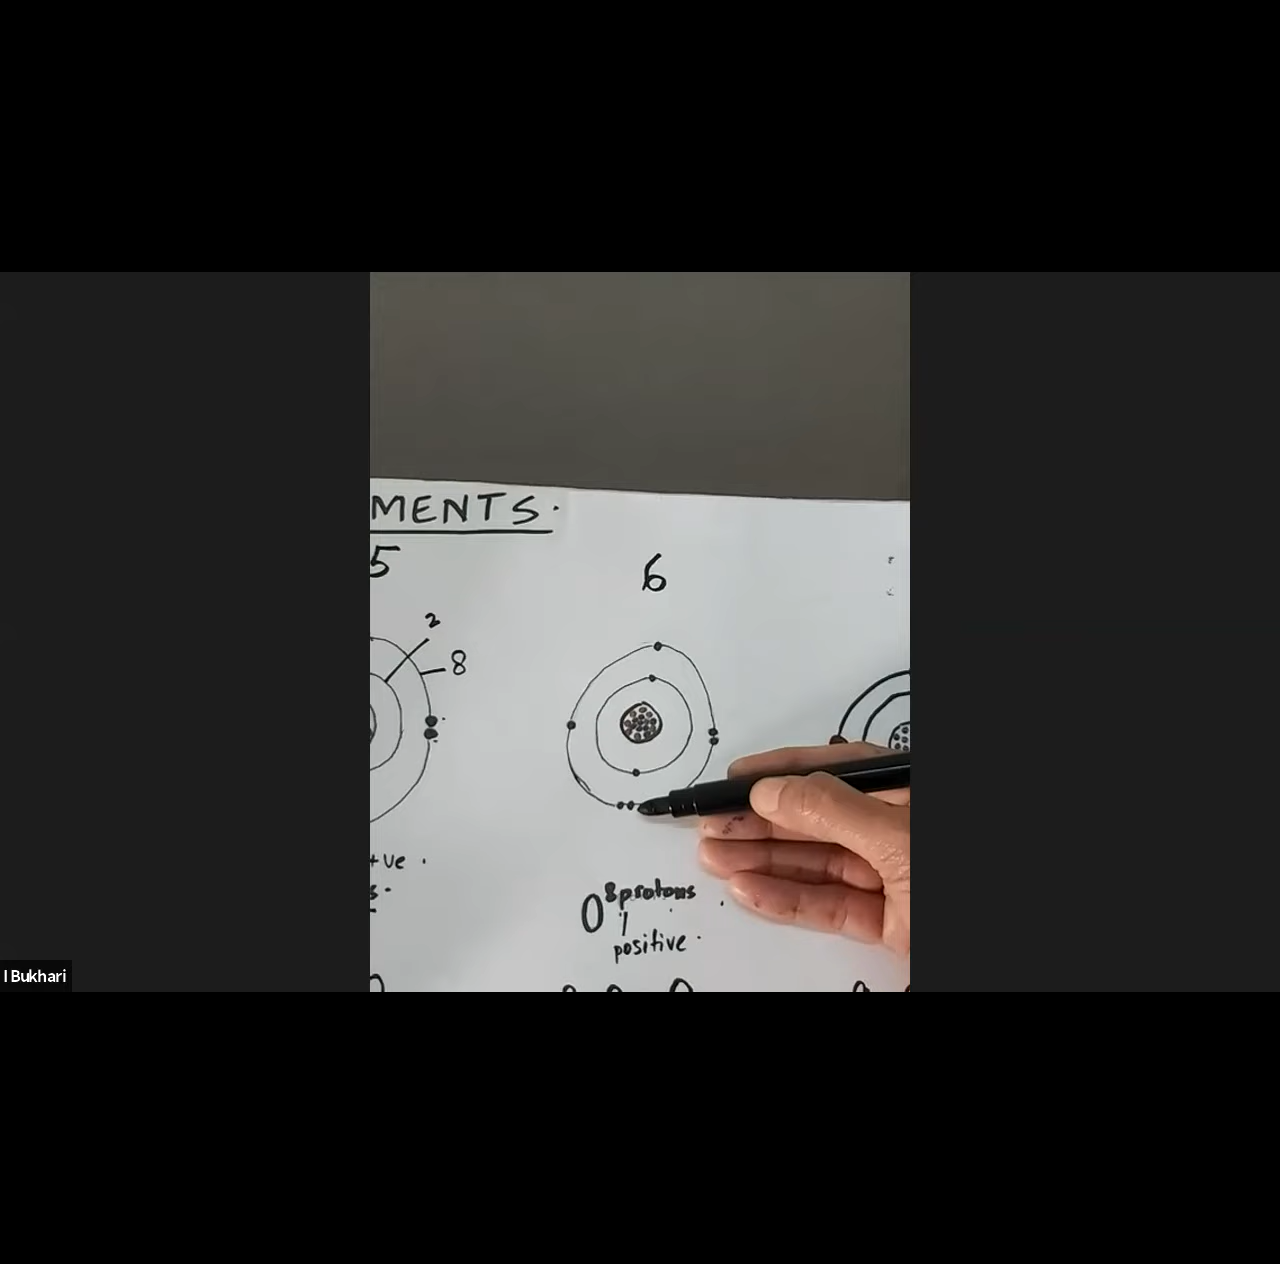 MENTS.
5
6
2
8
+ve .
s.
O 8 protons
positive.
I Bukhari